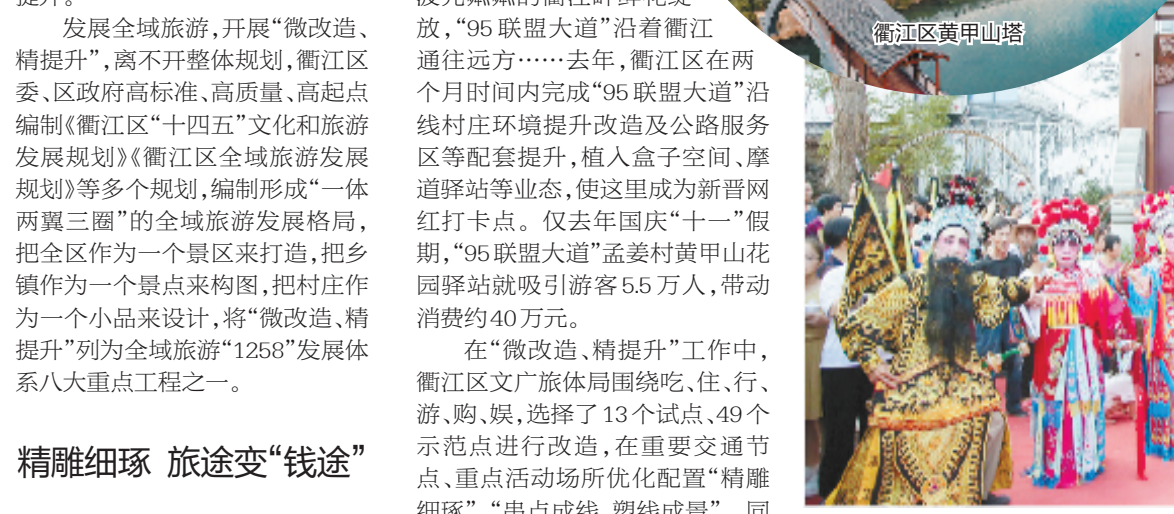 提升。
发展全域旅游,开展“微改造、
精提升”,离不开整体规划,衢江区
委、区政府高标准、高质量、高起点
编制《衢江区“十四五”文化和旅游
发展规划》《衢江区全域旅游发展
规划》等多个规划,编制形成“一体
两翼三圈”的全域旅游发展格局,
把全区作为一个景区来打造,把乡
镇作为一个景点来构图,把村庄作
为一个小品来设计,将“微改造、精
提升”列为全域旅游“1258”发展体
系八大重点工程之一。
精雕细琢 旅途变“钱途”
放,“95联盟大道”沿着衢江
通往远方……去年,衢江区在两
个月时间内完成“95联盟大道”沿
线村庄环境提升改造及公路服务
区等配套提升,植入盒子空间、摩
道驿站等业态,使这里成为新晋网
红打卡点。仅去年国庆“十一”假
期,“95联盟大道”孟姜村黄甲山花
园驿站就吸引游客5.5万人,带动
消费约40万元。
在“微改造、精提升”工作中,
衢江区文广旅体局围绕吃、住、行、
游、购、娱,选择了13个试点、49个
示范点进行改造,在重要交通节
点、重点活动场所优化配置“精雕
细琢”“串点成线、塑线成景”。同
衢江区黄甲山塔